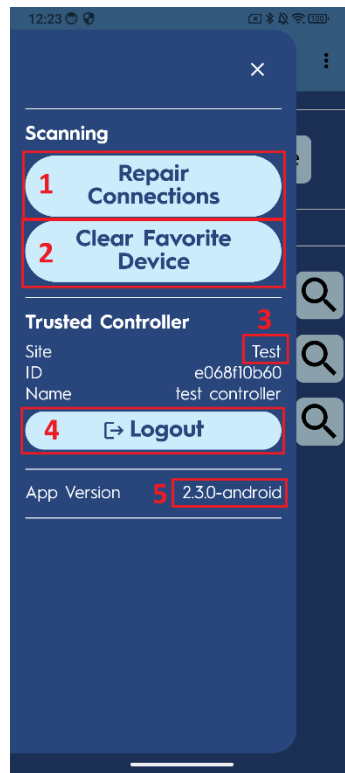 12:23
100
×
Scanning
1 Repair
Connections
2 Clear Favorite
Device
Trusted Controller 3
Site Test
ID e068f10b60
Name test controller
4 Logout
App Version 5 2.3.0-android